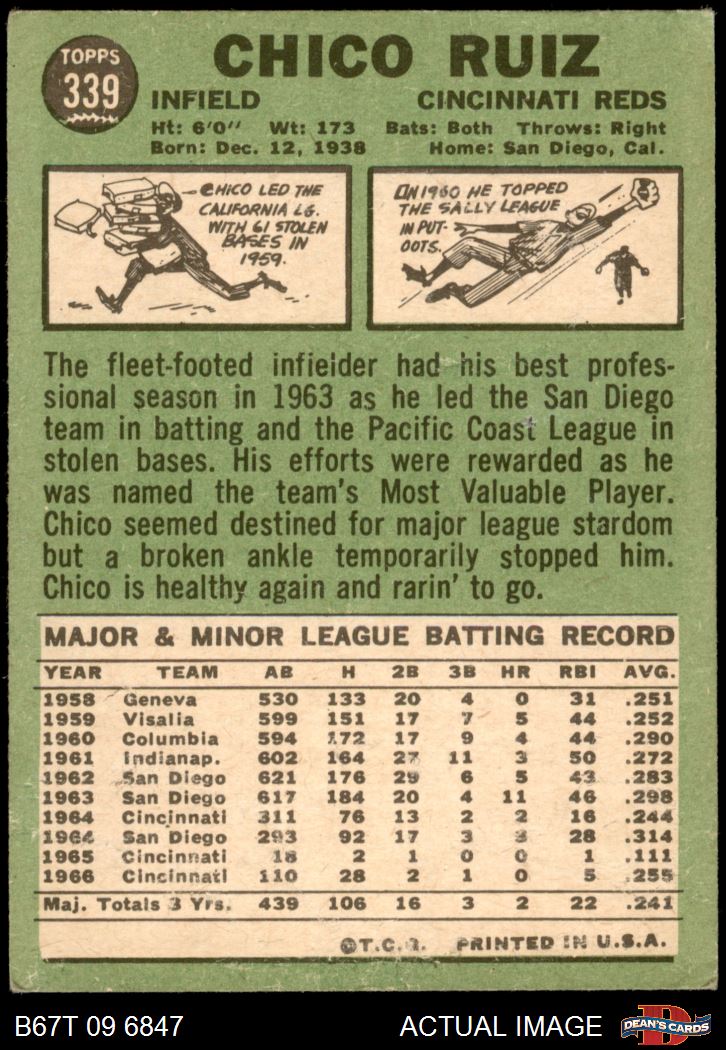 TOPPS
339
CHICO RUIZ
INFIELD CINCINNATI REDS
Ht: 6'0" Wt: 173 Bats: Both Throws: Right
Born: Dec. 12, 1938 Home: San Diego, Cal.
CHICO LED THE
CALIFORNIA LG.
WITH 61 STOLEN
BASES IN
1959.
IN 1960 HE TOPPED
THE SALLY LEAGUE
IN PUT-
OUTS.
The fleet-footed infielder had his best profes-
sional season in 1963 as he led the San Diego
team in batting and the Pacific Coast League in
stolen bases. His efforts were rewarded as he
was named the team's Most Valuable Player.
Chico seemed destined for major league stardom
but a broken ankle temporarily stopped him.
Chico is healthy again and rarin' to go.
MAJOR & MINOR LEAGUE BATTING RECORD
YEAR TEAM AB H 2B 3B HR RBI AVG.
1958 Geneva 530 133 20 4 0 31 .251
1959 Visalia 599 151 17 7 5 44 .252
1960 Columbia 594 172 17 9 4 44 .290
1961 Indianap. 602 164 27 11 3 50 .272
1962 San Diego 621 176 29 6 5 43 .283
1963 San Diego 617 184 20 4 11 46 .298
1964 Cincinnati 311 76 13 2 2 16 .244
1964 San Diego 293 92 17 3 3 28 .314
1965 Cincinnati 18 2 1 0 0 1 .111
1966 Cincinnati 110 28 2 1 0 5 .255
Maj. Totals 3 Yrs. 439 106 16 3 2 22 .241
©T.C.G. PRINTED IN U.S.A.
B67T 09 6847 ACTUAL IMAGE
DEAN'S CARDS